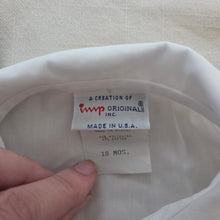 A CREATION OF
imp ORIGINALS®
INC.
MADE IN U.S.A.
18 MOS.